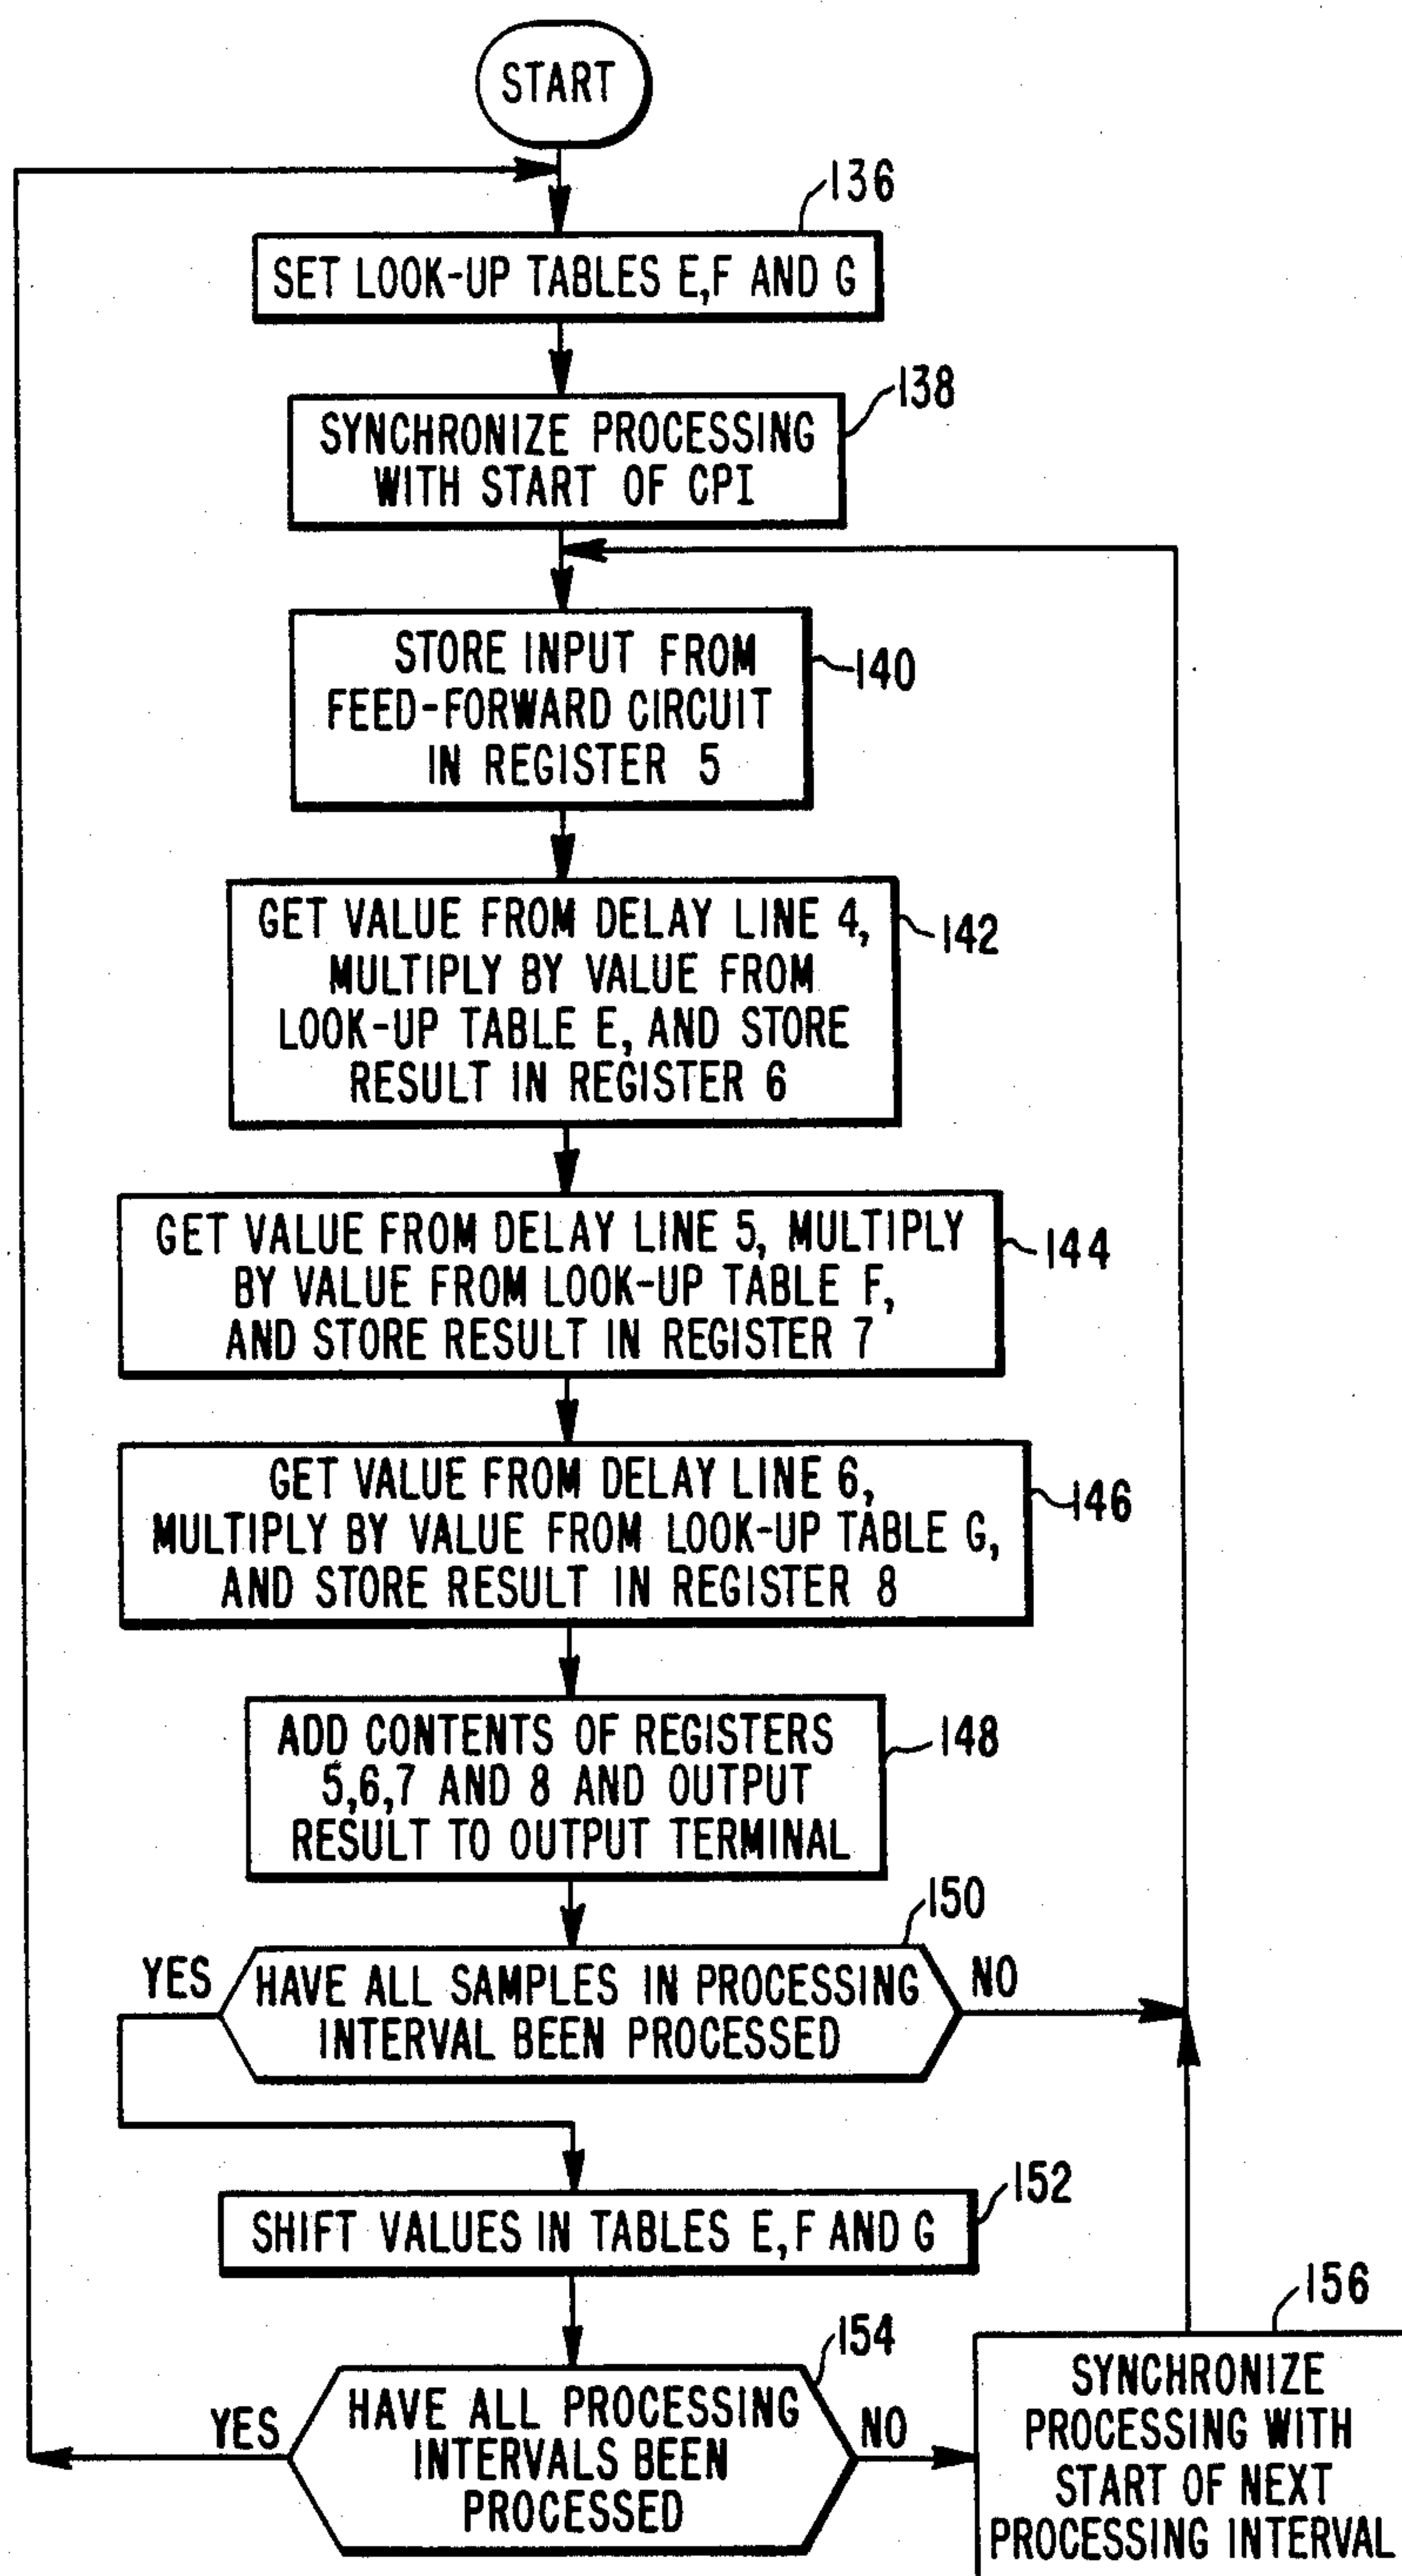 START
136
SET LOOK-UP TABLES E,F AND G
138
SYNCHRONIZE PROCESSING
WITH START OF CPI
STORE INPUT FROM
FEED-FORWARD CIRCUIT
IN REGISTER 5
140
GET VALUE FROM DELAY LINE 4,
MULTIPLY BY VALUE FROM
LOOK-UP TABLE E, AND STORE
RESULT IN REGISTER 6
142
GET VALUE FROM DELAY LINE 5, MULTIPLY
BY VALUE FROM LOOK-UP TABLE F,
AND STORE RESULT IN REGISTER 7
144
GET VALUE FROM DELAY LINE 6,
MULTIPLY BY VALUE FROM LOOK-UP TABLE G,
AND STORE RESULT IN REGISTER 8
146
ADD CONTENTS OF REGISTERS
5,6,7 AND 8 AND OUTPUT
RESULT TO OUTPUT TERMINAL
148
150
YES
HAVE ALL SAMPLES IN PROCESSING
INTERVAL BEEN PROCESSED
NO
152
SHIFT VALUES IN TABLES E,F AND G
154
YES
HAVE ALL PROCESSING
INTERVALS BEEN
PROCESSED
NO
156
SYNCHRONIZE
PROCESSING WITH
START OF NEXT
PROCESSING INTERVAL